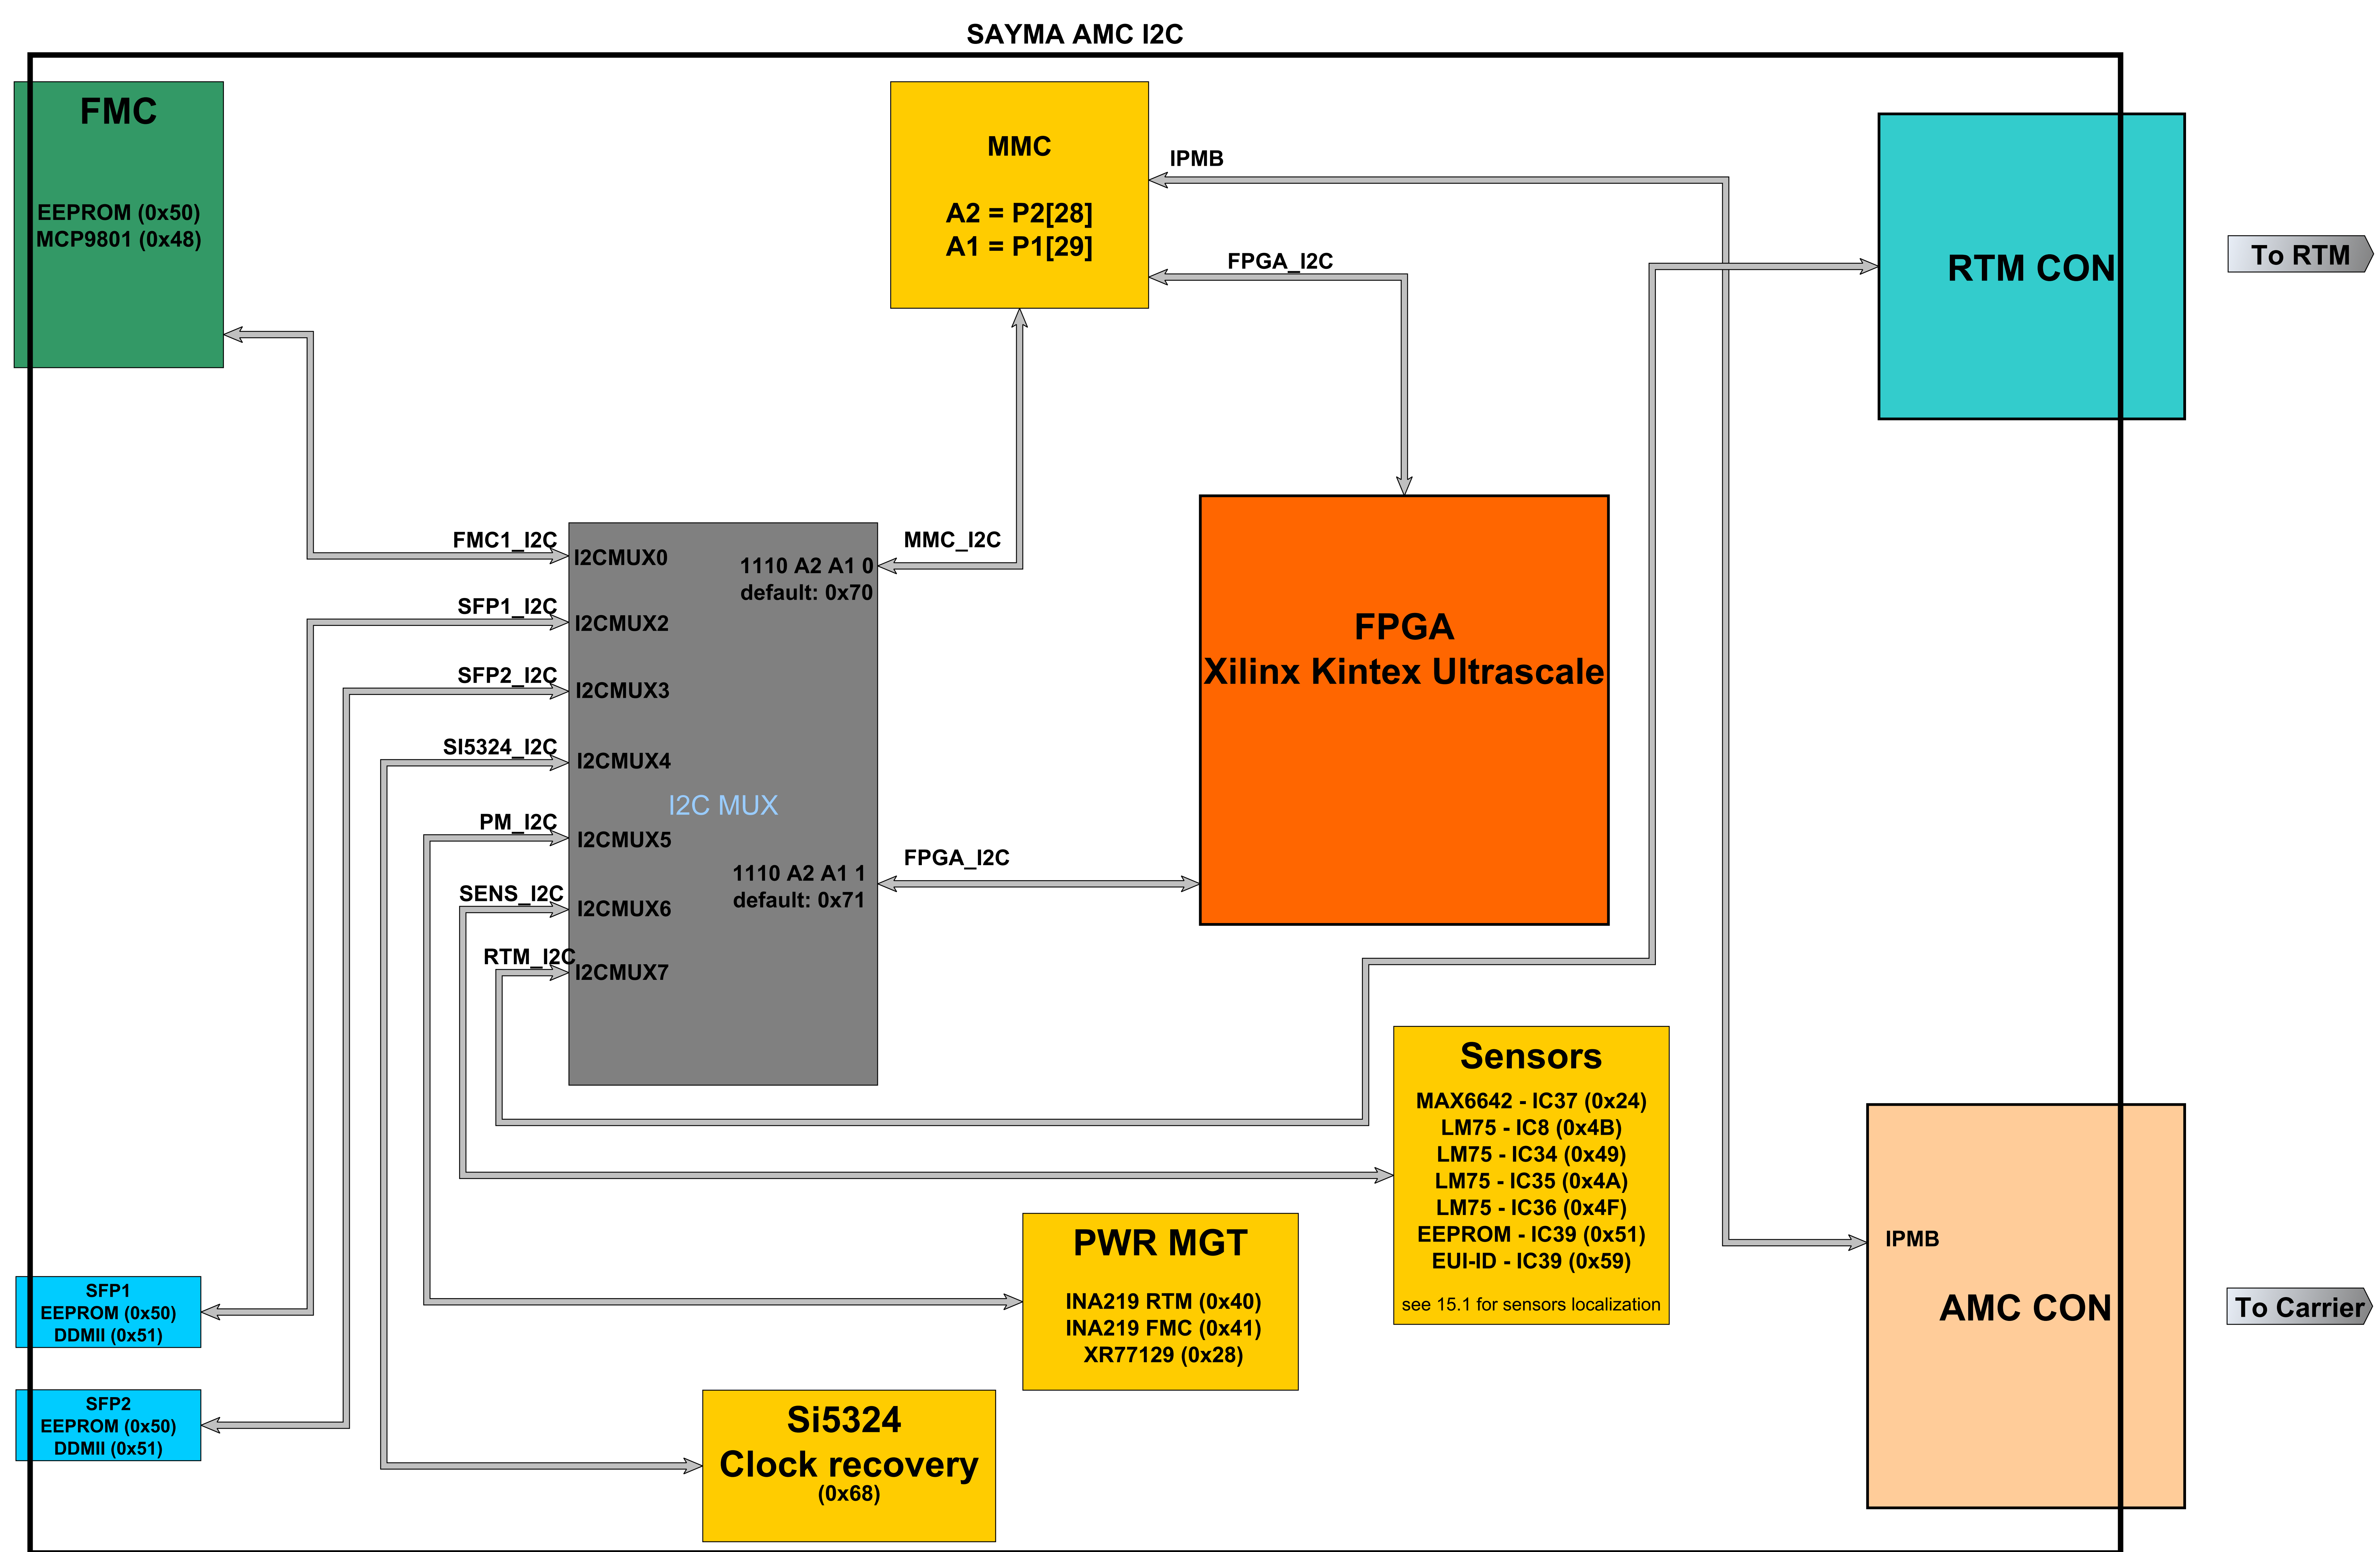 SAYMA AMC I2C
FMC
EEPROM (0x50)
MCP9801 (0x48)
MMC
A2 = P2[28]
A1 = P1[29]
IPMB
FPGA_I2C
RTM CON
To RTM
FMC1_I2C
SFP1_I2C
SFP2_I2C
SI5324_I2C
PM_I2C
SENS_I2C
RTM_I2C
I2CMUX0
I2CMUX2
I2CMUX3
I2CMUX4
I2C MUX
I2CMUX5
I2CMUX6
I2CMUX7
1110 A2 A1 0
default: 0x70
1110 A2 A1 1
default: 0x71
MMC_I2C
FPGA_I2C
FPGA
Xilinx Kintex Ultrascale
Sensors
MAX6642 - IC37 (0x24)
LM75 - IC8 (0x4B)
LM75 - IC34 (0x49)
LM75 - IC35 (0x4A)
LM75 - IC36 (0x4F)
EEPROM - IC39 (0x51)
EUI-ID - IC39 (0x59)
see 15.1 for sensors localization
PWR MGT
INA219 RTM (0x40)
INA219 FMC (0x41)
XR77129 (0x28)
IPMB
AMC CON
To Carrier
SFP1
EEPROM (0x50)
DDMII (0x51)
SFP2
EEPROM (0x50)
DDMII (0x51)
Si5324
Clock recovery
(0x68)